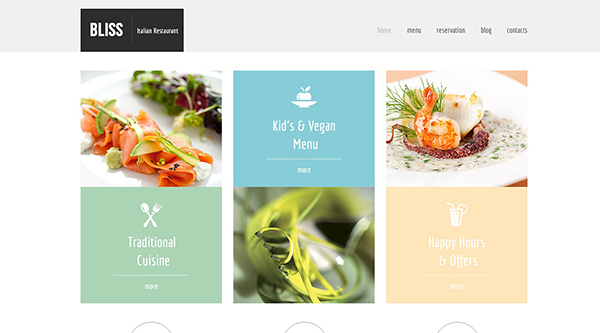 BLISS
Italian Restaurant
home menu reservation blog contacts
Kid's & Vegan
Menu
more
Traditional
Cuisine
more
Happy Hours
& Offers
more